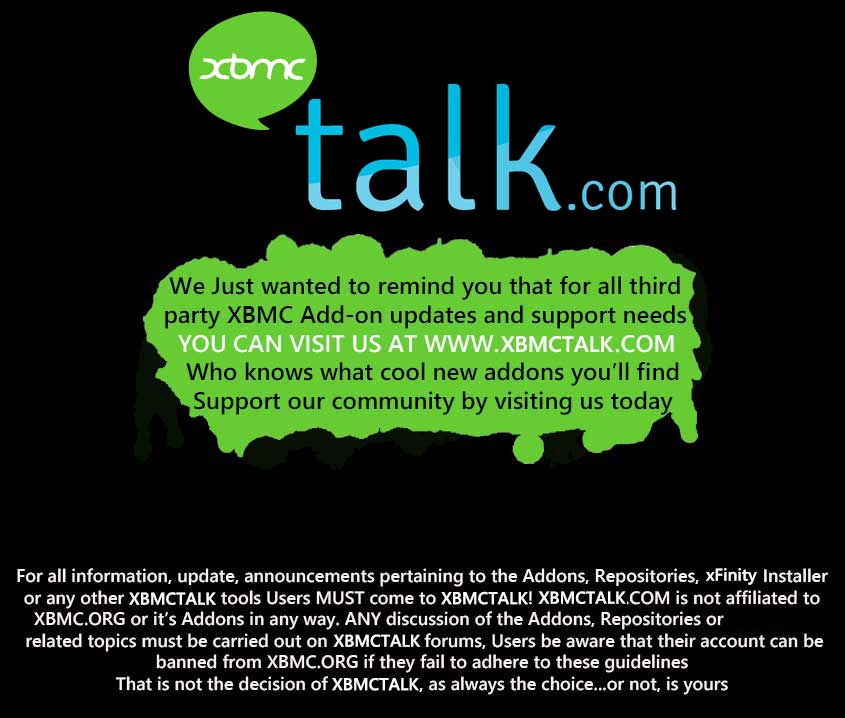 xbmc
talk.com
We Just wanted to remind you that for all third
party XBMC Add-on updates and support needs
YOU CAN VISIT US AT WWW.XBMCTALK.COM
Who knows what cool new addons you'll find
Support our community by visiting us today
For all information, update, announcements pertaining to the Addons, Repositories, xFinity Installer
or any other XBMCTALK tools Users MUST come to XBMCTALK! XBMCTALK.COM is not affiliated to
XBMC.ORG or it's Addons in any way. ANY discussion of the Addons, Repositories or
related topics must be carried out on XBMCTALK forums, Users be aware that their account can be
banned from XBMC.ORG if they fail to adhere to these guidelines
That is not the decision of XBMCTALK, as always the choice...or not, is yours